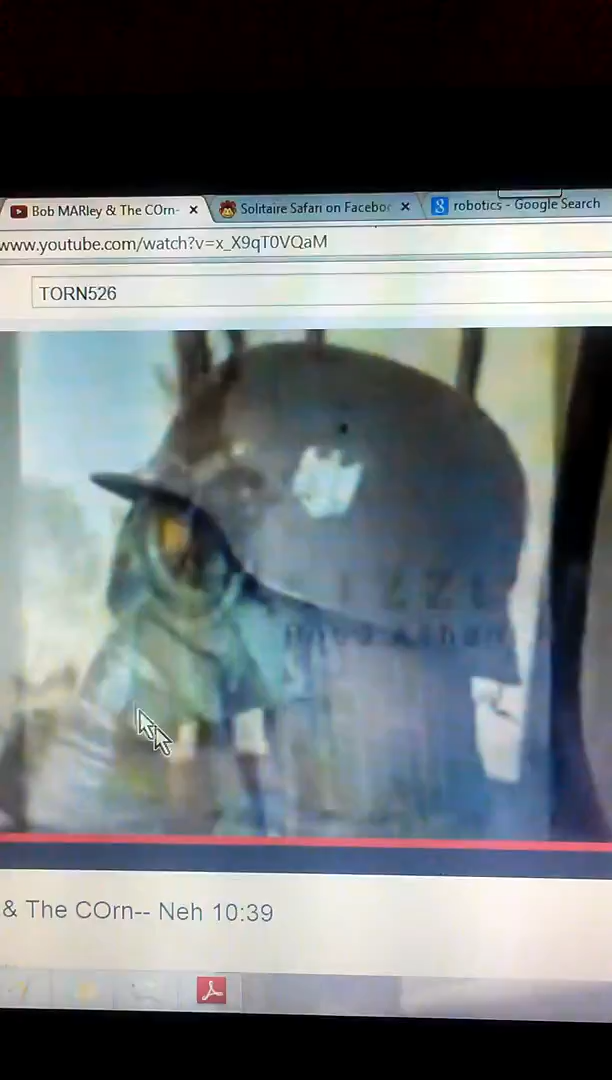 Bob MARley & The COrn-
Solitaire Safari on Faceboo
robotics - Google Search
www.youtube.com/watch?v=x_X9qT0VQaM
TORN526
& The COrn-- Neh 10:39